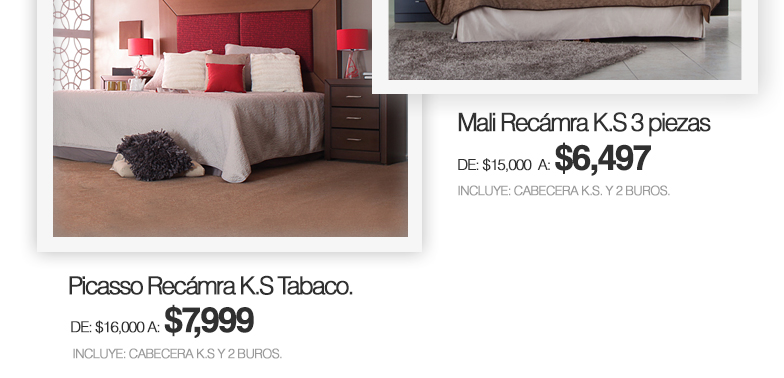 Mali Recámra K.S 3 piezas
DE: $15,000 A: $6,497
INCLUYE: CABECERA K.S. Y 2 BUROS.
Picasso Recámra K.S Tabaco.
DE: $16,000 A: $7,999
INCLUYE: CABECERA K.S Y 2 BUROS.